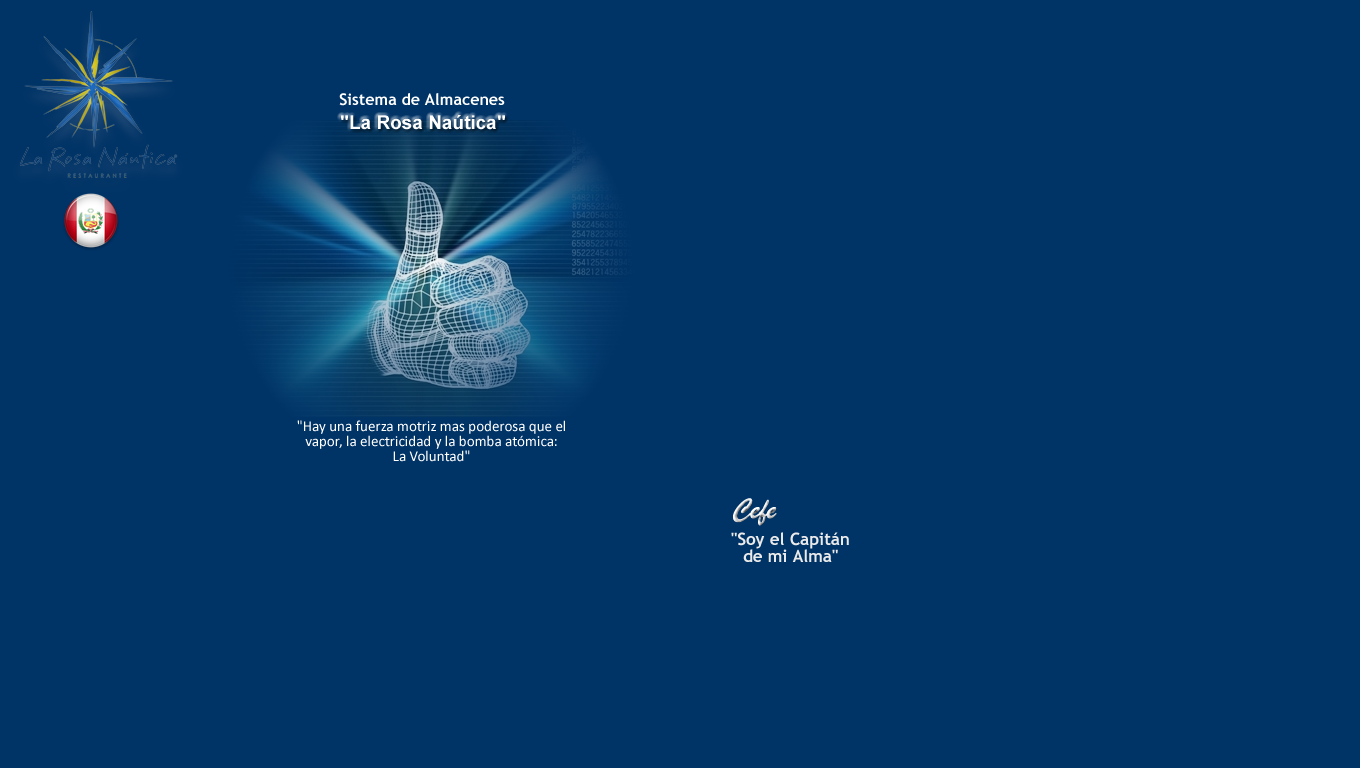 La Rosa Náutica
RESTAURANTE
Sistema de Almacenes
"La Rosa Naútica"
"Hay una fuerza motriz mas poderosa que el
vapor, la electricidad y la bomba atómica:
La Voluntad"
Cefe
"Soy el Capitán
de mi Alma"